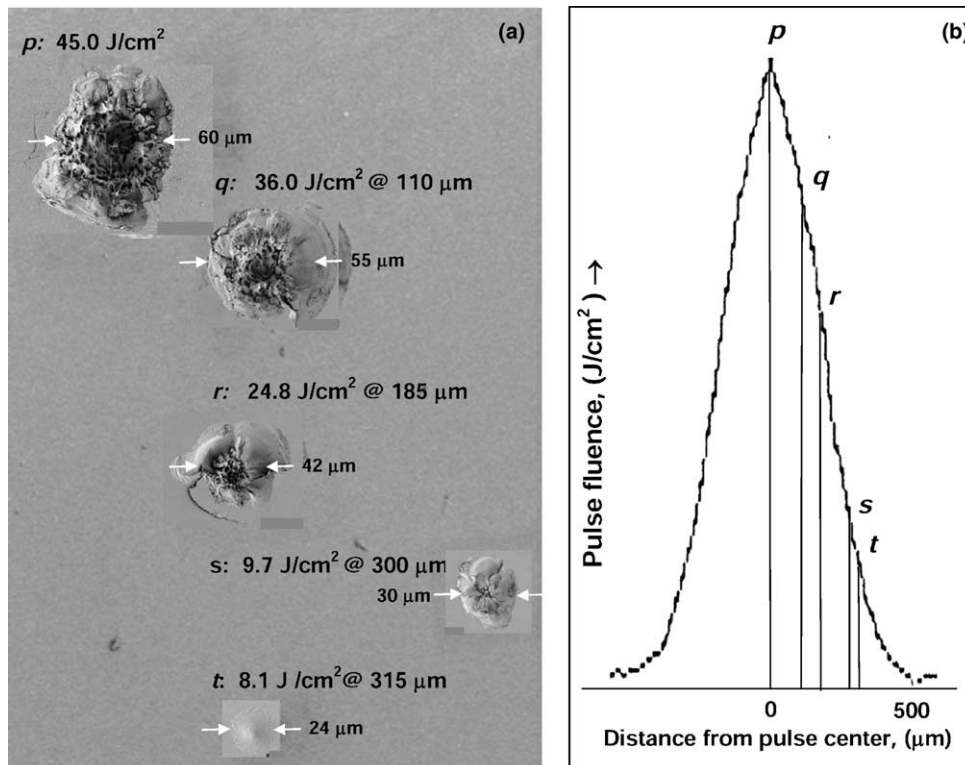 (a)
p: 45.0 J/cm²
60 μm
q: 36.0 J/cm² @ 110 μm
55 μm
r: 24.8 J/cm² @ 185 μm
42 μm
s: 9.7 J/cm² @ 300 μm
30 μm
t: 8.1 J /cm² @ 315 μm
24 μm
(b)
p
q
r
s
t
Pulse fluence, (J/cm²) →
0
500
Distance from pulse center, (μm)